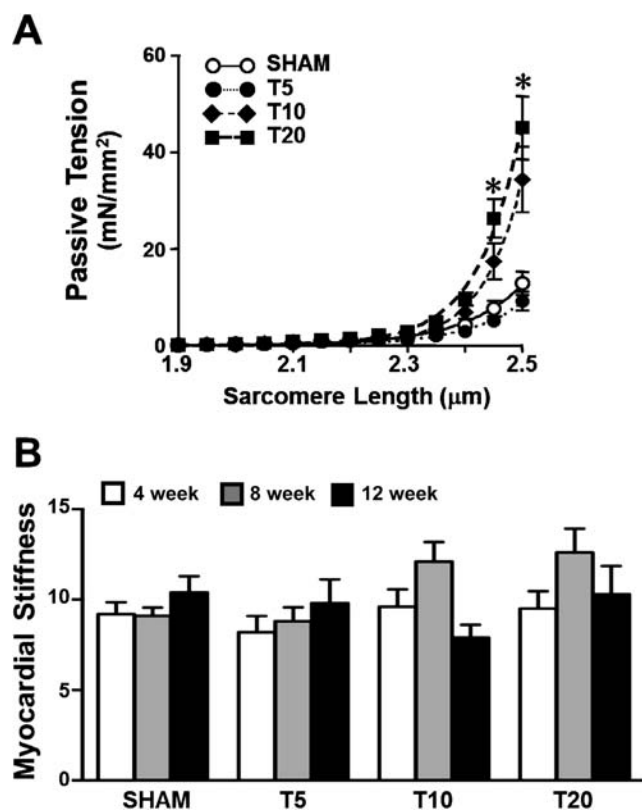 A
60
40
20
0
Passive Tension
(mN/mm²)
SHAM
T5
T10
T20
*
*
1.9
2.1
2.3
2.5
Sarcomere Length (μm)
B
4 week
8 week
12 week
15
10
5
0
Myocardial Stiffness
SHAM
T5
T10
T20